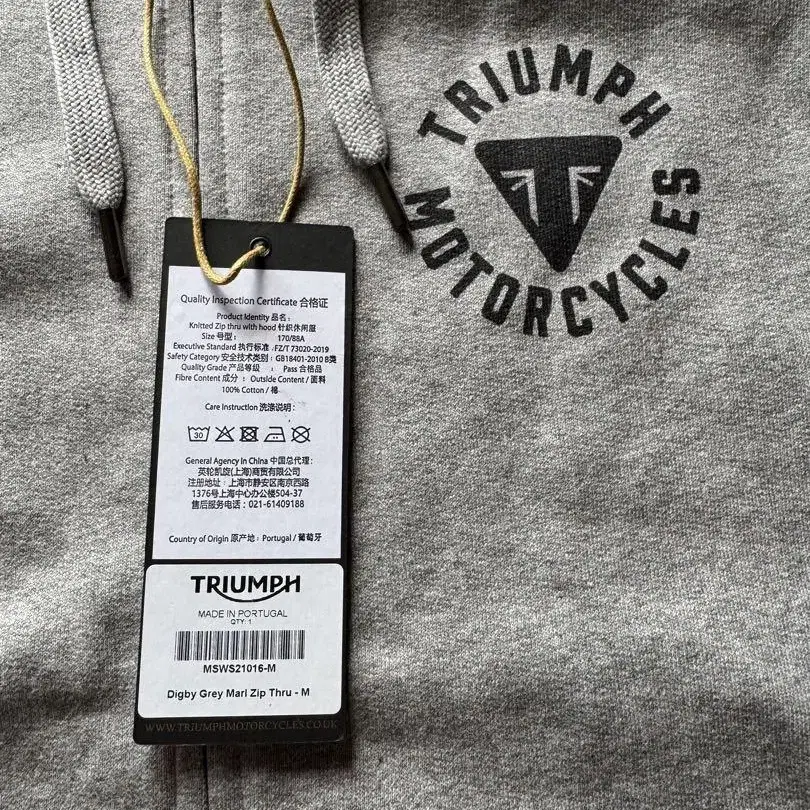 TRIUMPH
MOTORCYCLES
Quality Inspection Certificate 合格证
Product Identity 品名：
Knitted Zip thru with hood 针织休闲服
Size 号型： 170/88A
Executive Standard 执行标准：FZ/T 73020-2019
Safety Category 安全技术类别：GB18401-2010 B类
Quality Grade 产品等级 ： Pass 合格品
Fibre Content 成分 ： Outside Content / 面料
100% Cotton / 棉
Care Instruction 洗涤说明：
30
General Agency in China 中国总代理：
英轮凯旋(上海)商贸有限公司
注册地址：上海市静安区南京西路
1376号上海中心办公楼504-37
售后服务电话：021-61409188
Country of Origin 原产地：Portugal / 葡萄牙
TRIUMPH
MADE IN PORTUGAL
QTY: 1
MSWS21016-M
Digby Grey Marl Zip Thru - M
WWW.TRIUMPHMOTORCYCLES.CO.UK